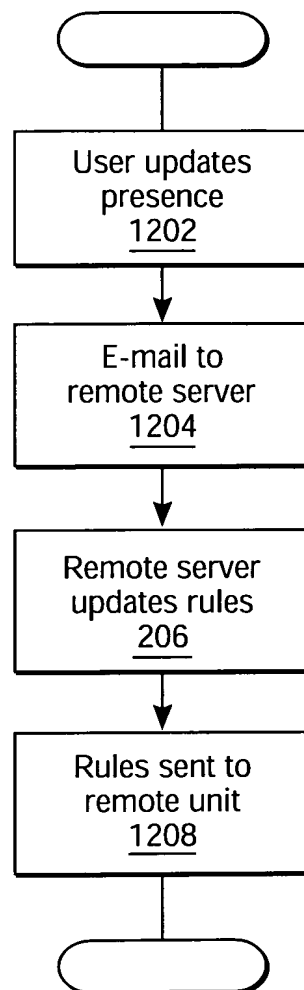 User updates
presence
1202
E-mail to
remote server
1204
Remote server
updates rules
206
Rules sent to
remote unit
1208